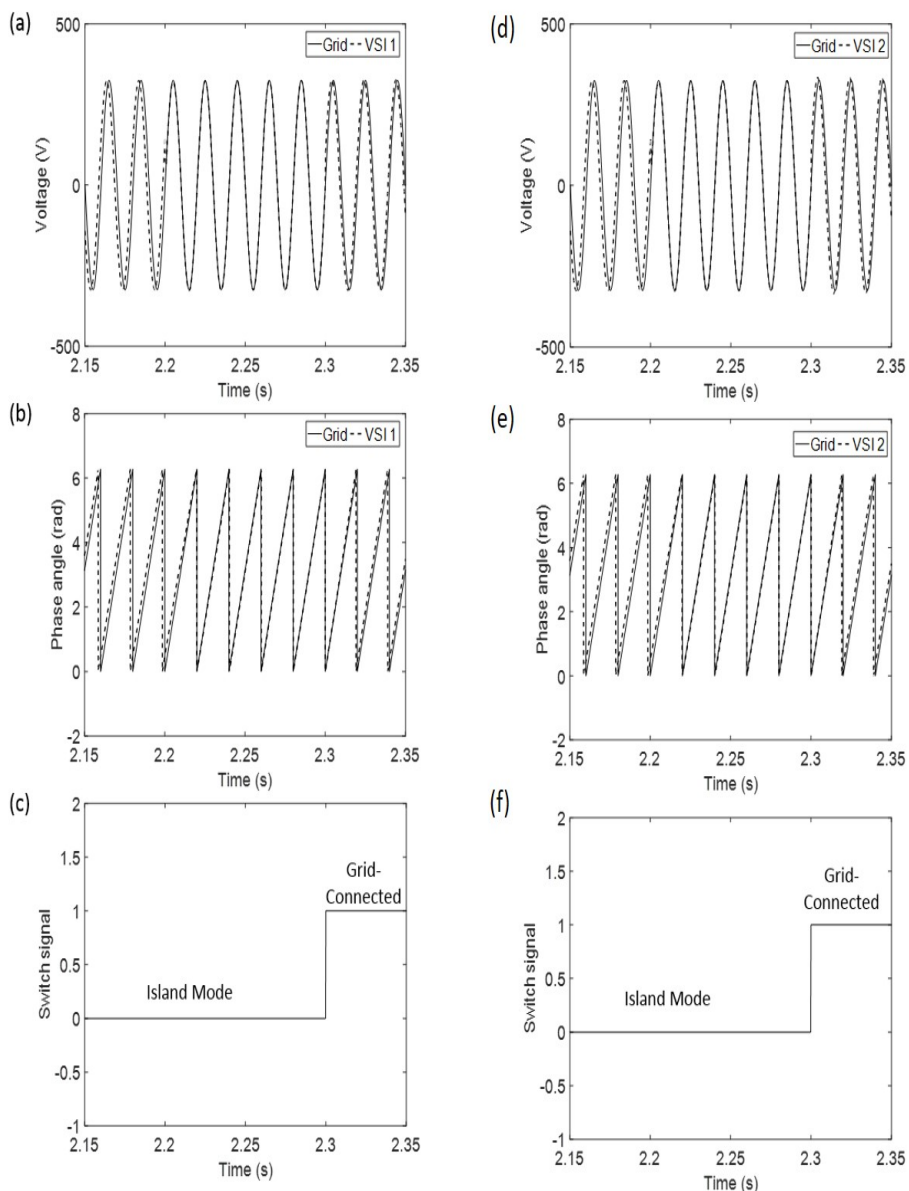 (a)
500
Grid VSI 1
Voltage (V)
0
-500
2.15 2.2 2.25 2.3 2.35
Time (s)
(b)
8
Grid VSI 1
6
Phase angle (rad)
4
2
0
-2
2.15 2.2 2.25 2.3 2.35
Time (s)
(c)
2
1.5
Grid-
Connected
1
Switch signal
0.5
Island Mode
0
-0.5
-1
2.15 2.2 2.25 2.3 2.35
Time (s)
(d)
500
Grid VSI 2
Voltage (V)
0
-500
2.15 2.2 2.25 2.3 2.35
Time (s)
(e)
8
Grid VSI 2
6
Phase angle (rad)
4
2
0
-2
2.15 2.2 2.25 2.3 2.35
Time (s)
(f)
2
1.5
Grid-
Connected
1
Switch signal
0.5
Island Mode
0
-0.5
-1
2.15 2.2 2.25 2.3 2.35
Time (s)